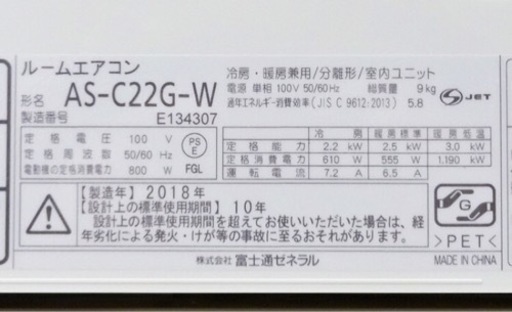 ルームエアコン
形名 AS-C22G-W
製造番号 E134307
冷房・暖房兼用/分離形/室内ユニット
電源 単相 100V 50/60Hz 総質量 9kg
通年エネルギー消費効率(JIS C 9612:2013) 5.8
JET
定格電圧 100 V
定格周波数 50/60 Hz
電動機の定格消費電力 800 W
PS
E
FGL
冷房 暖房標準 暖房低温
定格能力 2.2 kW 2.5 kW 3.0 kW
定格消費電力 610 W 555 W 1,190 kW
運転電流 7.2 A 6.5 A
【製造年】2018年
【設計上の標準使用期間】10年
設計上の標準使用期間を超えてお使いいただいた場合は、経
年劣化による発火・けが等の事故に至るおそれがあります。
G
>PET<
株式会社 富士通ゼネラル
MADE IN CHINA